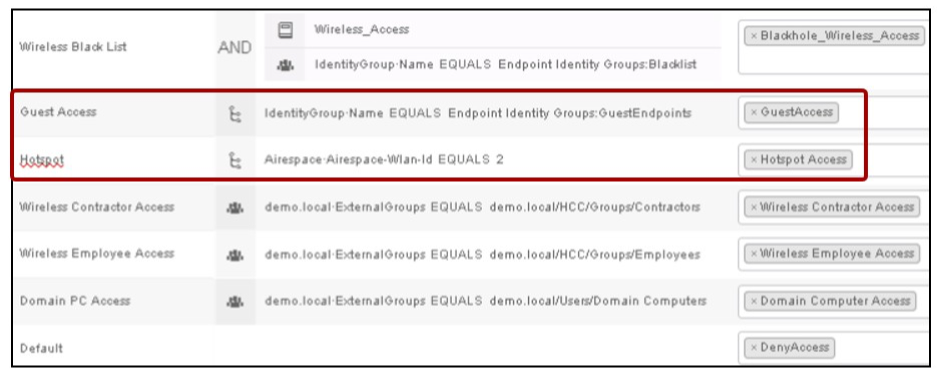 Wireless Black List AND Wireless_Access × Blackhole_Wireless_Access
IdentityGroup·Name EQUALS Endpoint Identity Groups:Blacklist
Guest Access IdentityGroup·Name EQUALS Endpoint Identity Groups:GuestEndpoints × GuestAccess
Hotspot Airespace·Airespace-Wlan-Id EQUALS 2 × Hotspot Access
Wireless Contractor Access demo.local·ExternalGroups EQUALS demo.local/HCC/Groups/Contractors × Wireless Contractor Access
Wireless Employee Access demo.local·ExternalGroups EQUALS demo.local/HCC/Groups/Employees × Wireless Employee Access
Domain PC Access demo.local·ExternalGroups EQUALS demo.local/Users/Domain Computers × Domain Computer Access
Default × DenyAccess